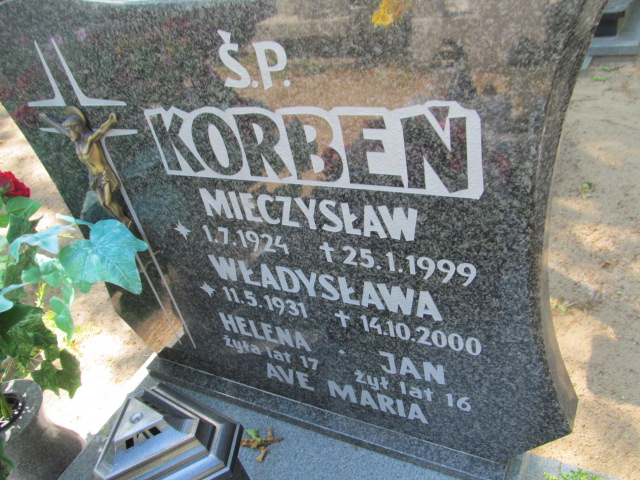 Ś.P.
KORBEN
MIECZYSŁAW
* 1.7.1924 † 25.1.1999
WŁADYSŁAWA
* 11.5.1931 † 14.10.2000
HELENA · JAN
żyła lat 17 żył lat 16
AVE MARIA